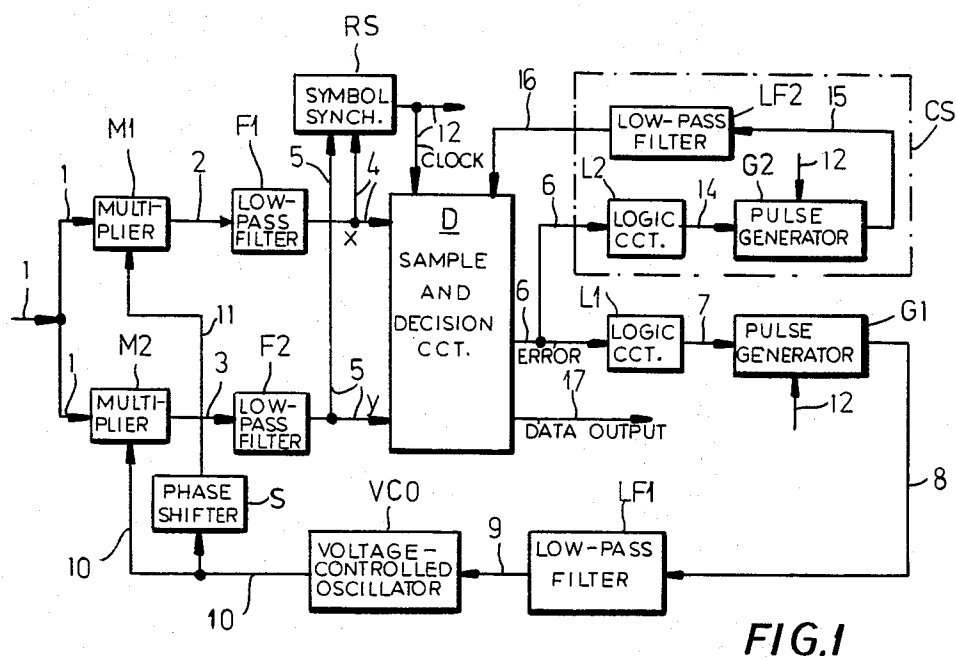 RS
SYMBOL
SYNCH.
12
CLOCK
16
LF2
LOW-PASS
FILTER
15
CS
M1
1
MULTI-
PLIER
2
F1
LOW-
PASS
FILTER
5
4
X
D
SAMPLE
AND
DECISION
CCT.
6
L2
LOGIC
CCT.
14
G2
12
PULSE
GENERATOR
1
11
6
ERROR
L1
LOGIC
CCT.
7
PULSE
GENERATOR
G1
12
M2
1
MULTI-
PLIER
3
F2
LOW-
PASS
FILTER
5
y
17
DATA OUTPUT
8
PHASE
SHIFTER
S
10
VCO
VOLTAGE-
CONTROLLED
OSCILLATOR
10
9
LF1
LOW-PASS
FILTER
FIG.1